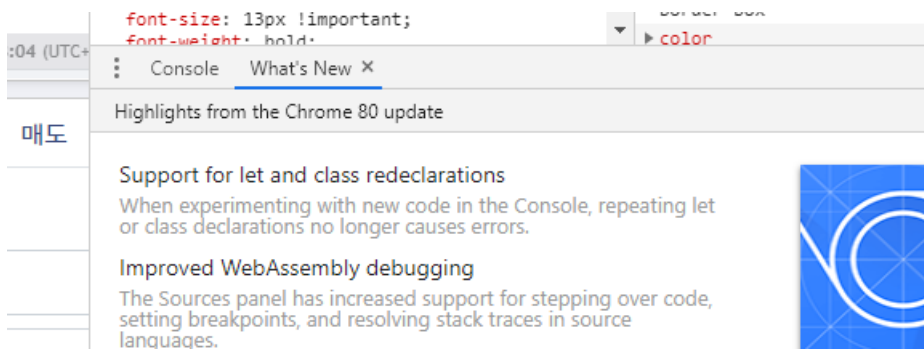 font-size: 13px !important;
font-weight: bold;
border-box
color
:04 (UTC+
Console What's New ×
Highlights from the Chrome 80 update
매도
Support for let and class redeclarations
When experimenting with new code in the Console, repeating let
or class declarations no longer causes errors.
Improved WebAssembly debugging
The Sources panel has increased support for stepping over code,
setting breakpoints, and resolving stack traces in source
languages.